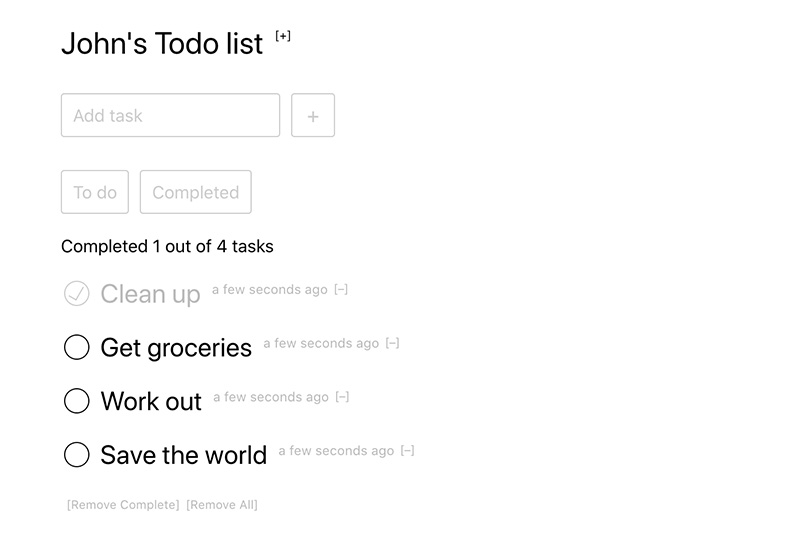 John's Todo list [+]
Add task +
To do Completed
Completed 1 out of 4 tasks
Clean up a few seconds ago [–]
Get groceries a few seconds ago [–]
Work out a few seconds ago [–]
Save the world a few seconds ago [–]
[Remove Complete] [Remove All]